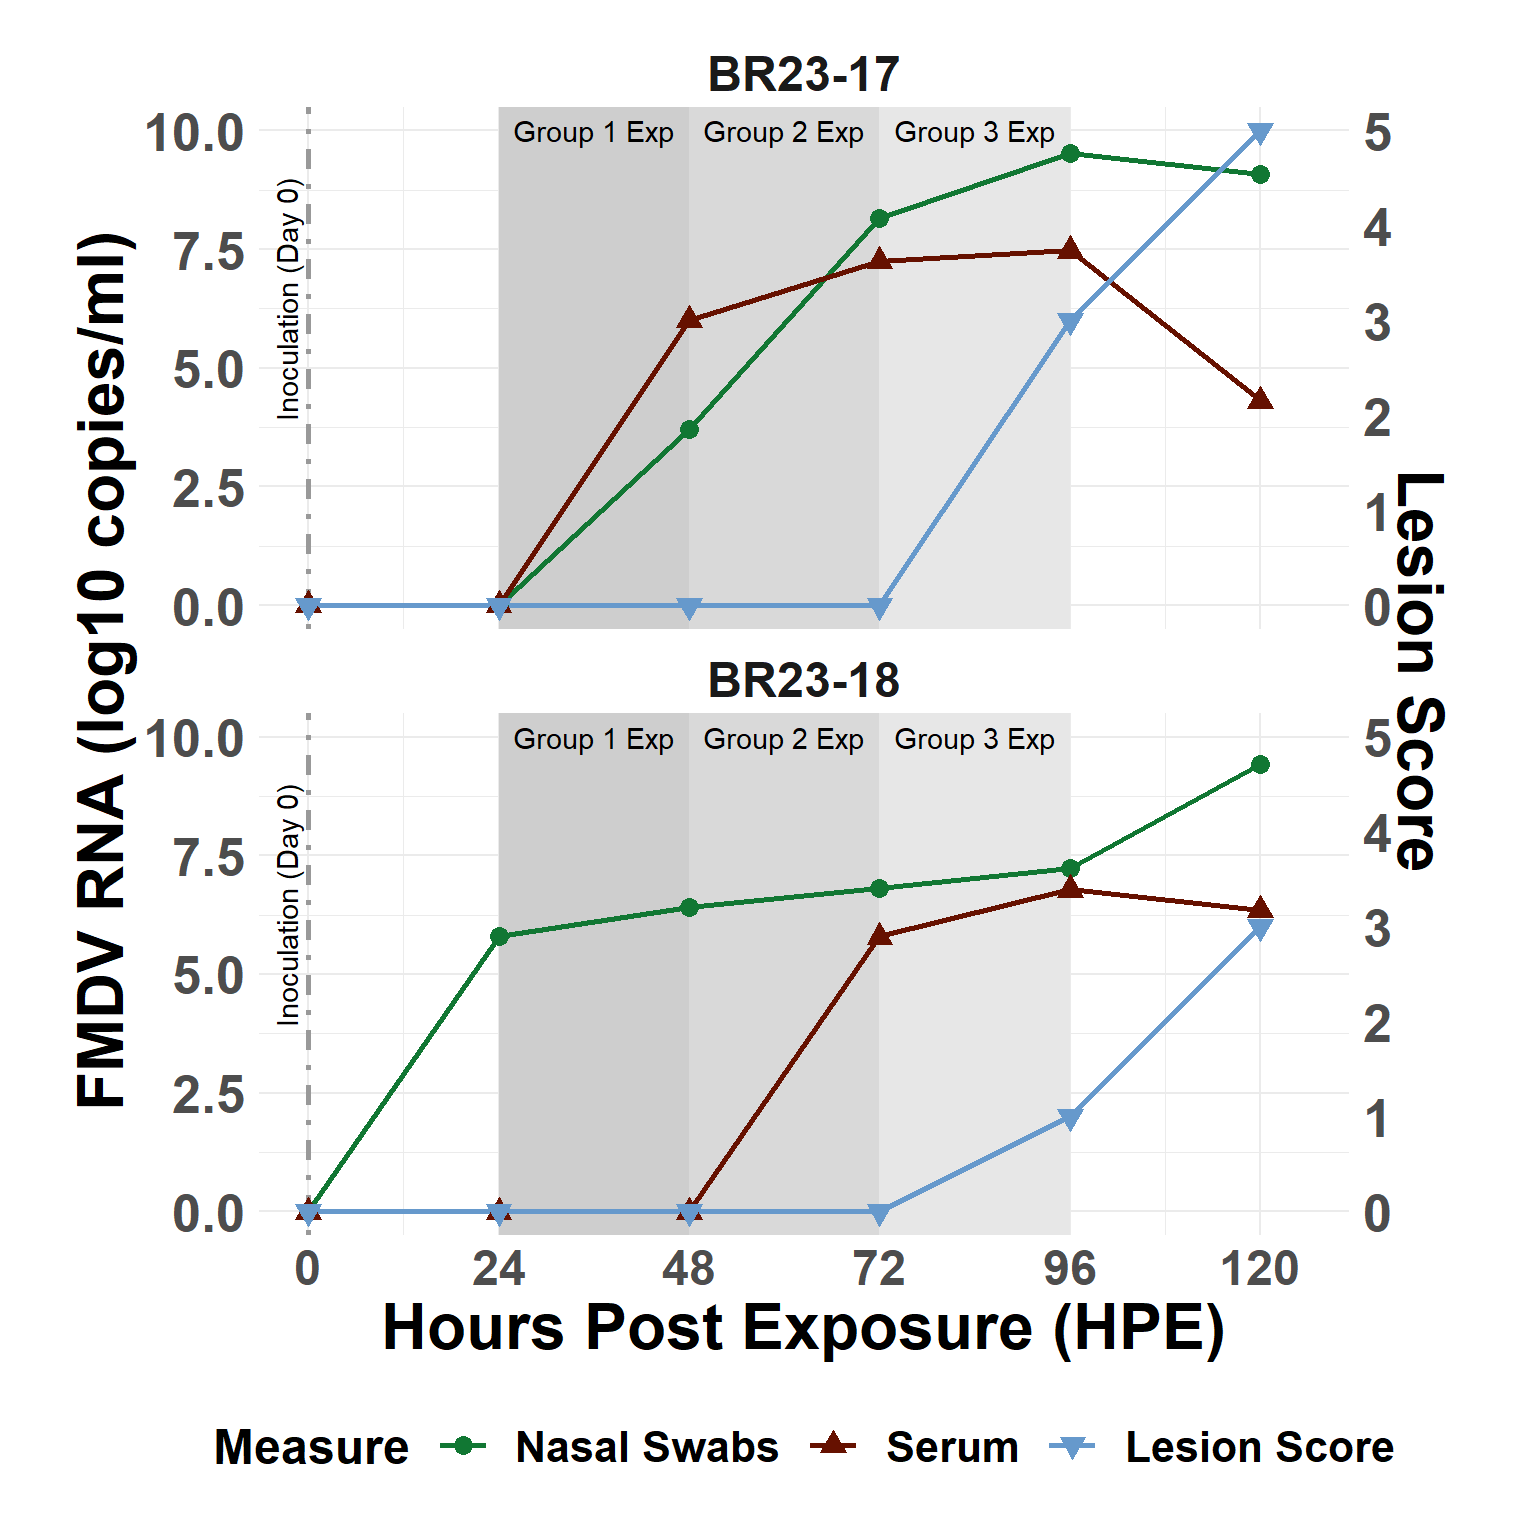 BR23-17
10.0
7.5
5.0
2.5
0.0
Inoculation (Day 0)
Group 1 Exp
Group 2 Exp
Group 3 Exp
5
4
3
2
1
0
BR23-18
10.0
7.5
5.0
2.5
0.0
Inoculation (Day 0)
Group 1 Exp
Group 2 Exp
Group 3 Exp
5
4
3
2
1
0
FMDV RNA (log10 copies/ml)
Lesion Score
0 24 48 72 96 120
Hours Post Exposure (HPE)
Measure Nasal Swabs Serum Lesion Score